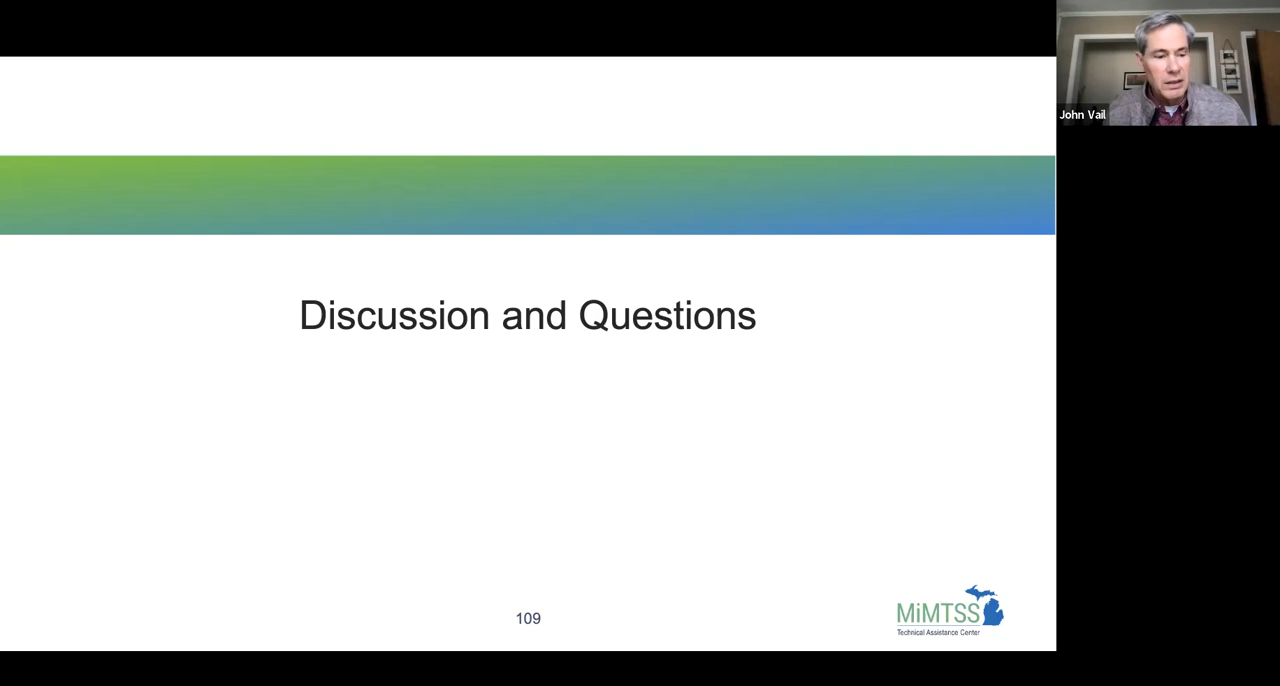 John Vail
Discussion and Questions
109
MiMTSS
Technical Assistance Center